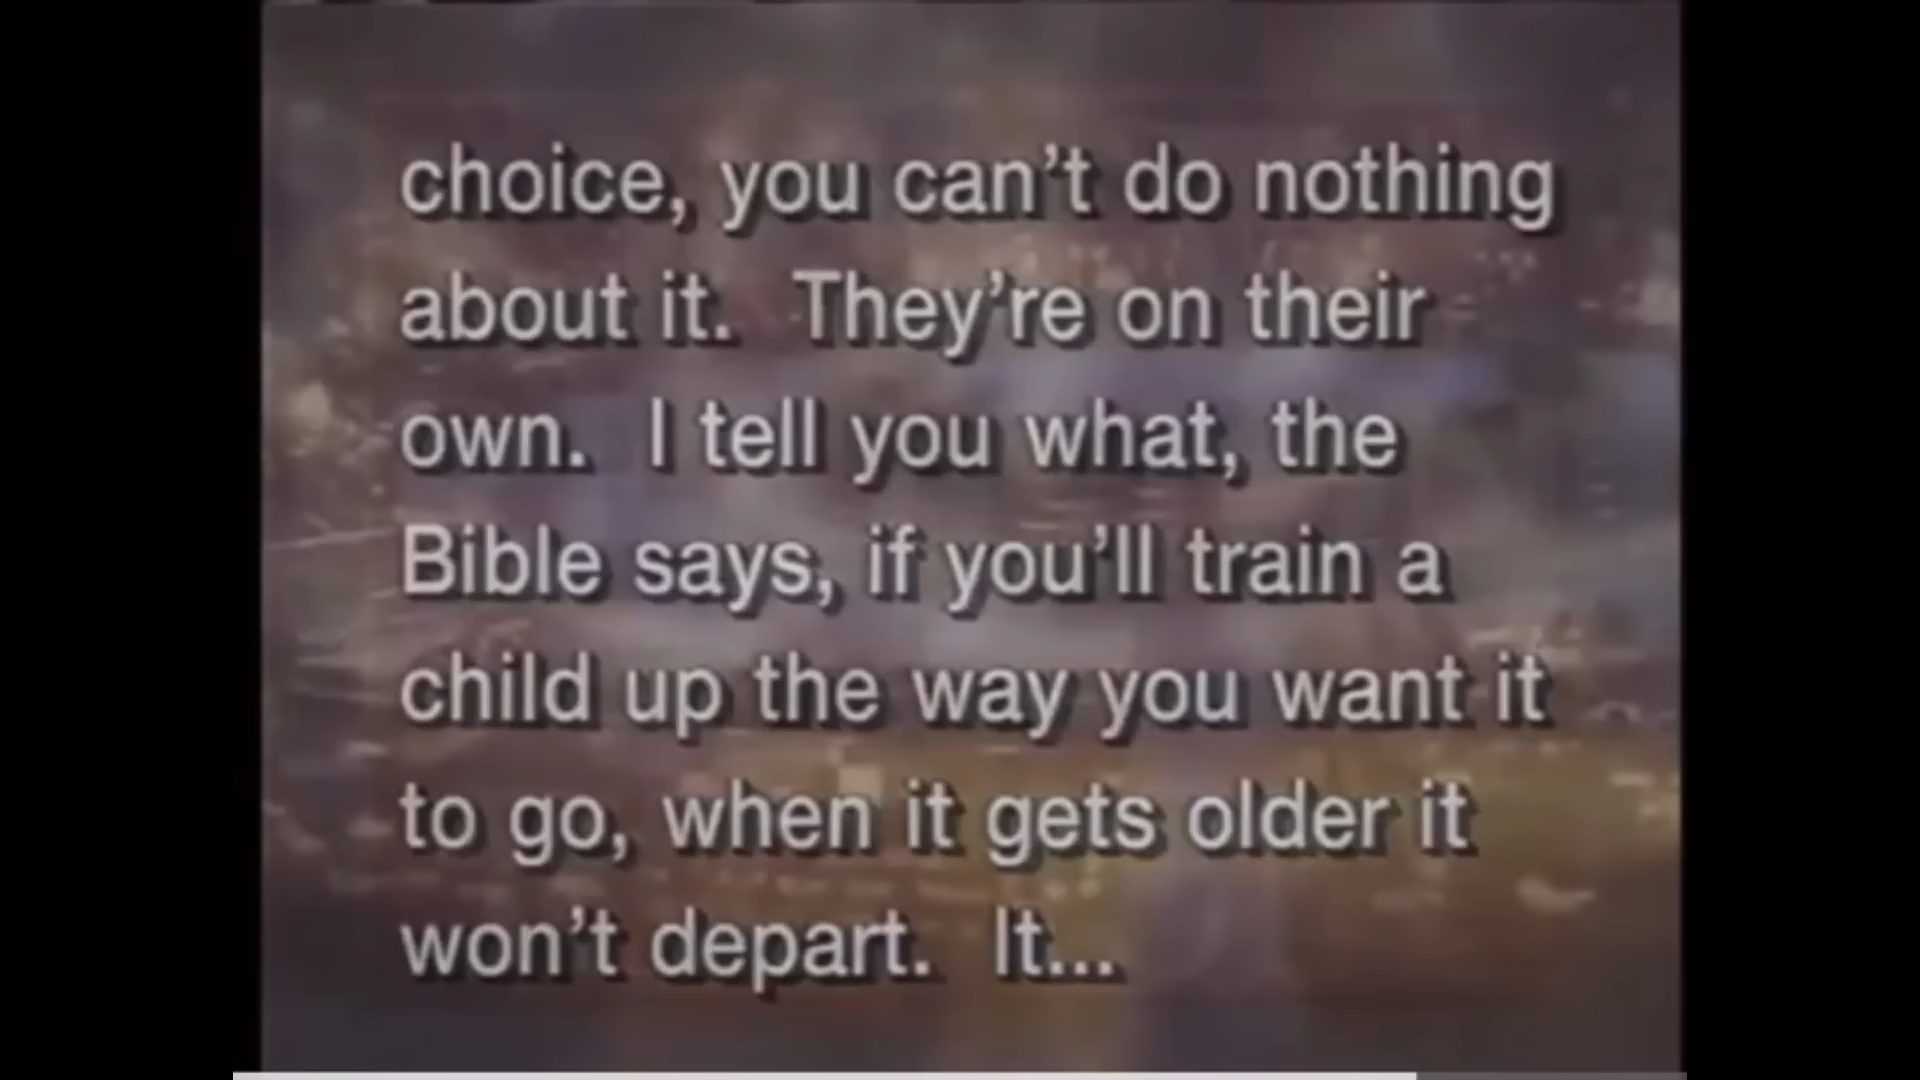 choice, you can't do nothing
about it.  They're on their
own.  I tell you what, the
Bible says, if you'll train a
child up the way you want it
to go, when it gets older it
won't depart.  It...